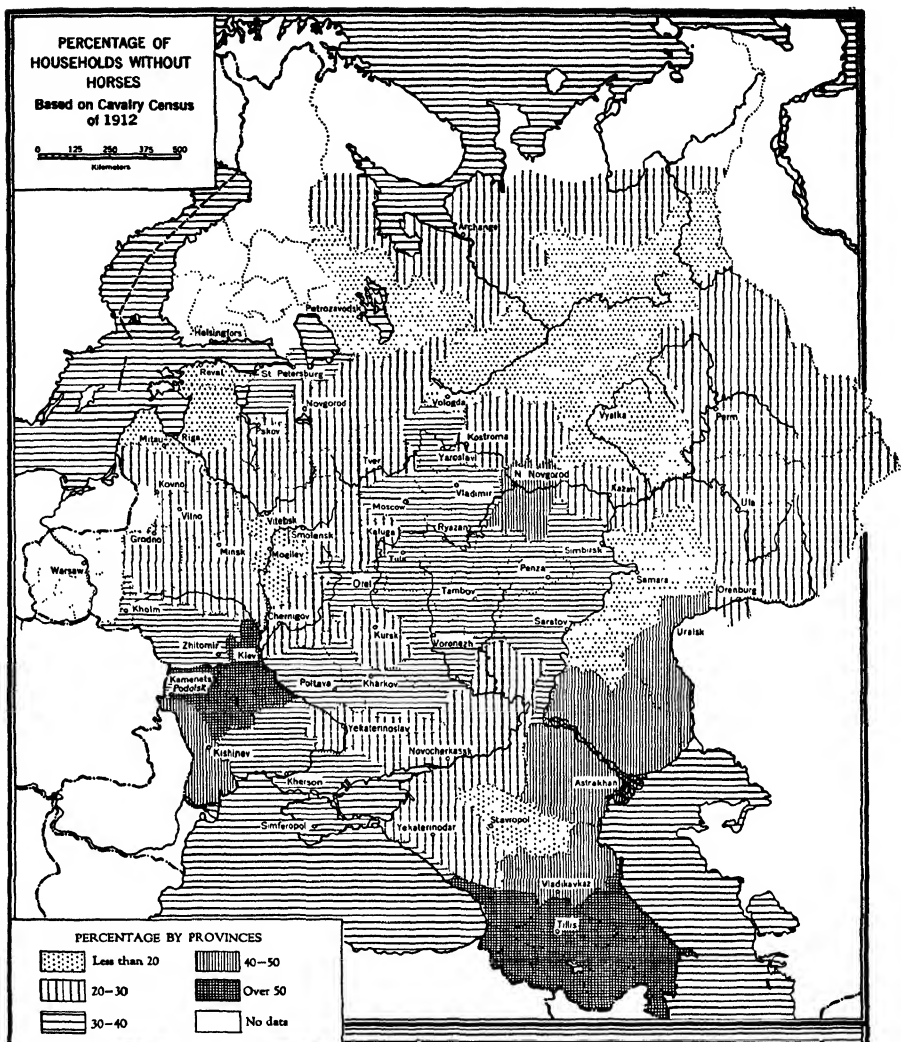 PERCENTAGE OF
HOUSEHOLDS WITHOUT
HORSES
Based on Cavalry Census
of 1912
0 125 250 375 500
Kilometers
Archangel
Petrozavodsk
Helsingfors
Reval
St Petersburg
Novgorod
Vologda
Vyatka
Perm
Pskov
Mitau
Riga
Kostroma
Yaroslavl
Tver
N Novgorod
Kazan
Kovno
Vladimir
Moscow
Ufa
Vilno
Vitebsk
Smolensk
Kaluga
Ryazan
Simbirsk
Grodno
Minsk
Mogilev
Tula
Penza
Samara
Warsaw
Orel
Tambov
Orenburg
Kholm
Chernigov
Saratov
Uralsk
Kursk
Voronezh
Zhitomir
Kiev
Kamenets
Podolsk
Poltava
Kharkov
Yekaterinoslav
Kishinev
Novocherkassk
Kherson
Astrakhan
Simferopol
Yekaterinodar
Stavropol
Vladikavkaz
Tiflis
PERCENTAGE BY PROVINCES
Less than 20
40–50
20–30
Over 50
30–40
No data